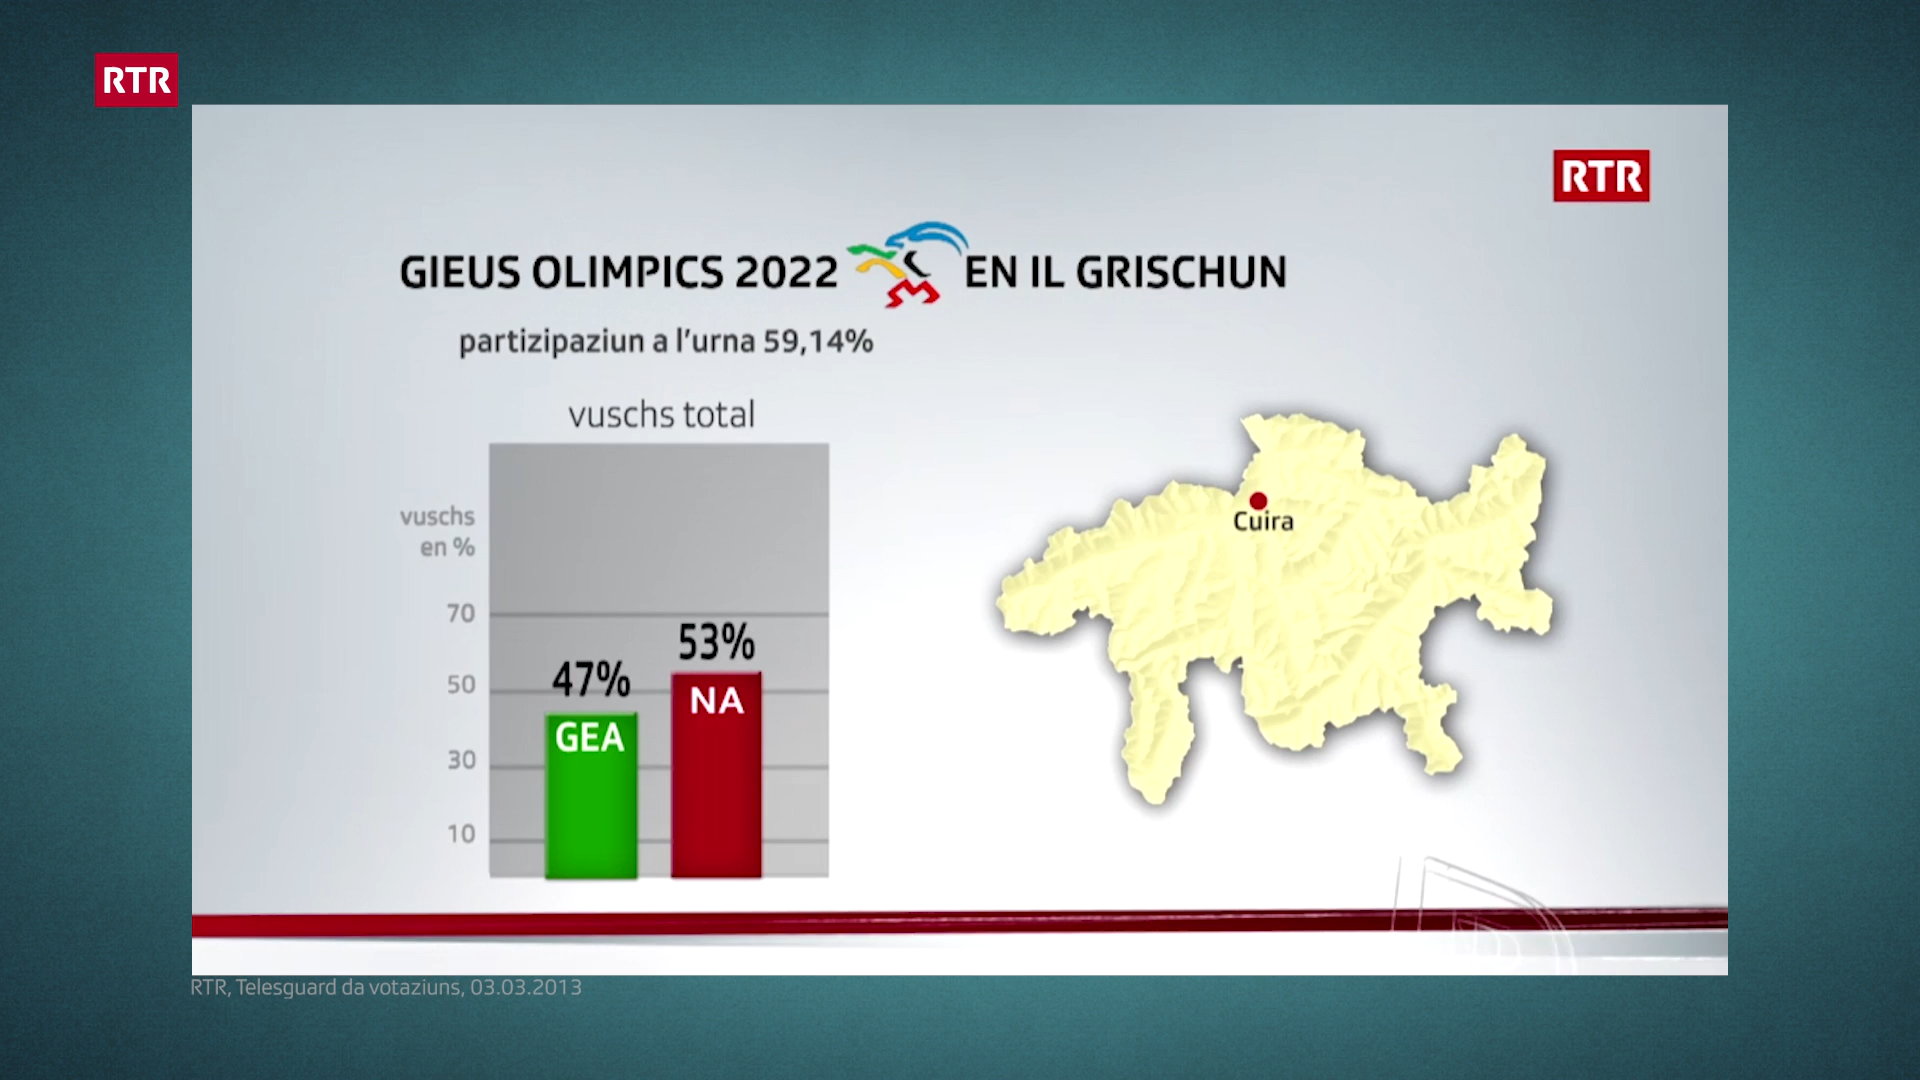 RTR
RTR
GIEUS OLIMPICS 2022 EN IL GRISCHUN
partizipaziun a l'urna 59,14%
vuschs total
vuschs
en %
70
50
30
10
47%
GEA
53%
NA
Cuira
RTR, Telesguard da votaziuns, 03.03.2013